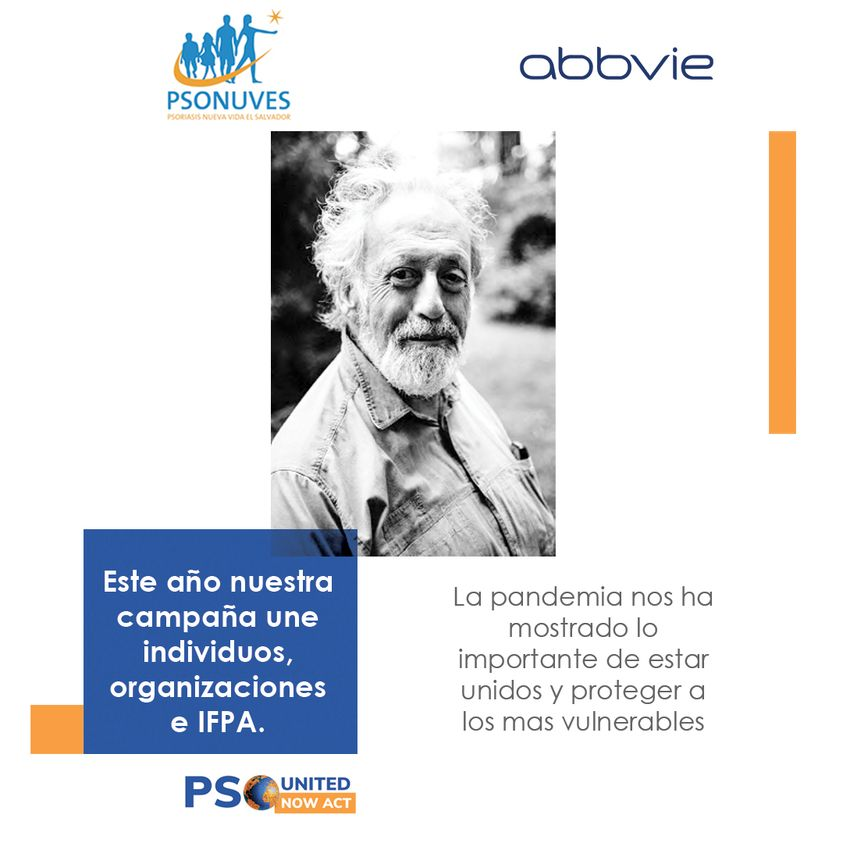 PSONUVES
PSORIASIS NUEVA VIDA EL SALVADOR
abbvie
Este año nuestra
campaña une
individuos,
organizaciones
e IFPA.
La pandemia nos ha
mostrado lo
importante de estar
unidos y proteger a
los mas vulnerables
PSO UNITED
NOW ACT